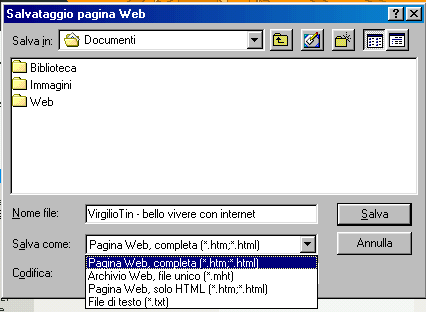 Salvataggio pagina Web
Salva in: Documenti
Biblioteca
Immagini
Web
Nome file: VirgilioTin - bello vivere con internet Salva
Salva come: Pagina Web, completa (*.htm;*.html) Annulla
Pagina Web, completa (*.htm;*.html)
Codifica: Archivio Web, file unico (*.mht)
Pagina Web, solo HTML (*.htm;*.html)
File di testo (*.txt)